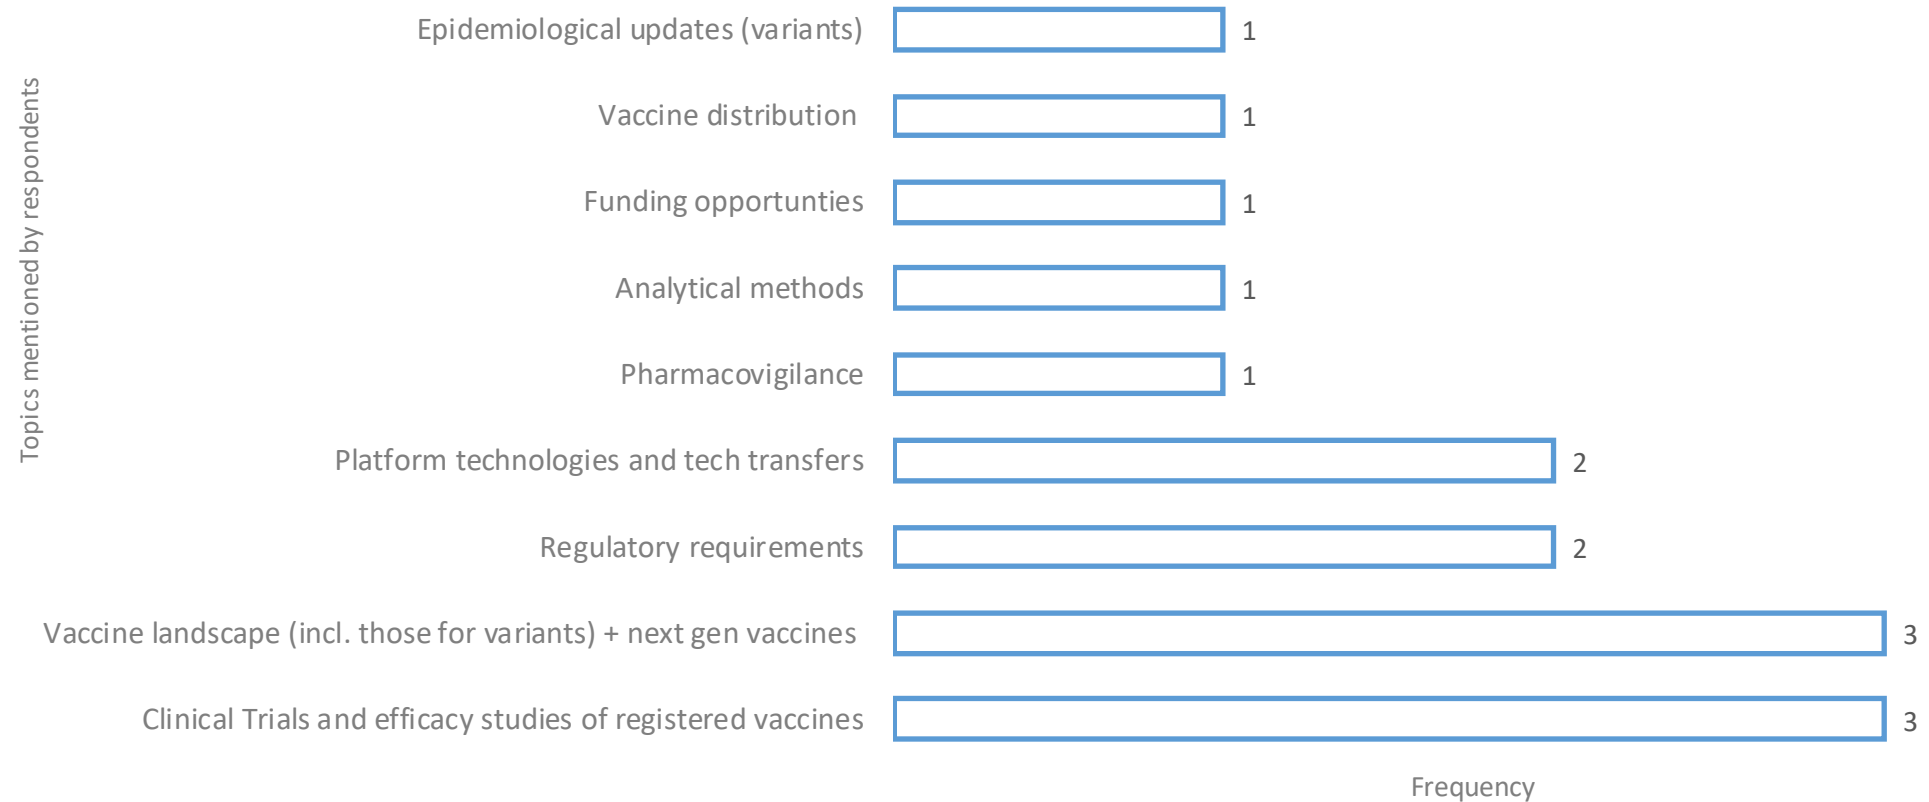 Topics mentioned by respondents
Epidemiological updates (variants) 1
Vaccine distribution 1
Funding opportunties 1
Analytical methods 1
Pharmacovigilance 1
Platform technologies and tech transfers 2
Regulatory requirements 2
Vaccine landscape (incl. those for variants) + next gen vaccines 3
Clinical Trials and efficacy studies of registered vaccines 3
Frequency